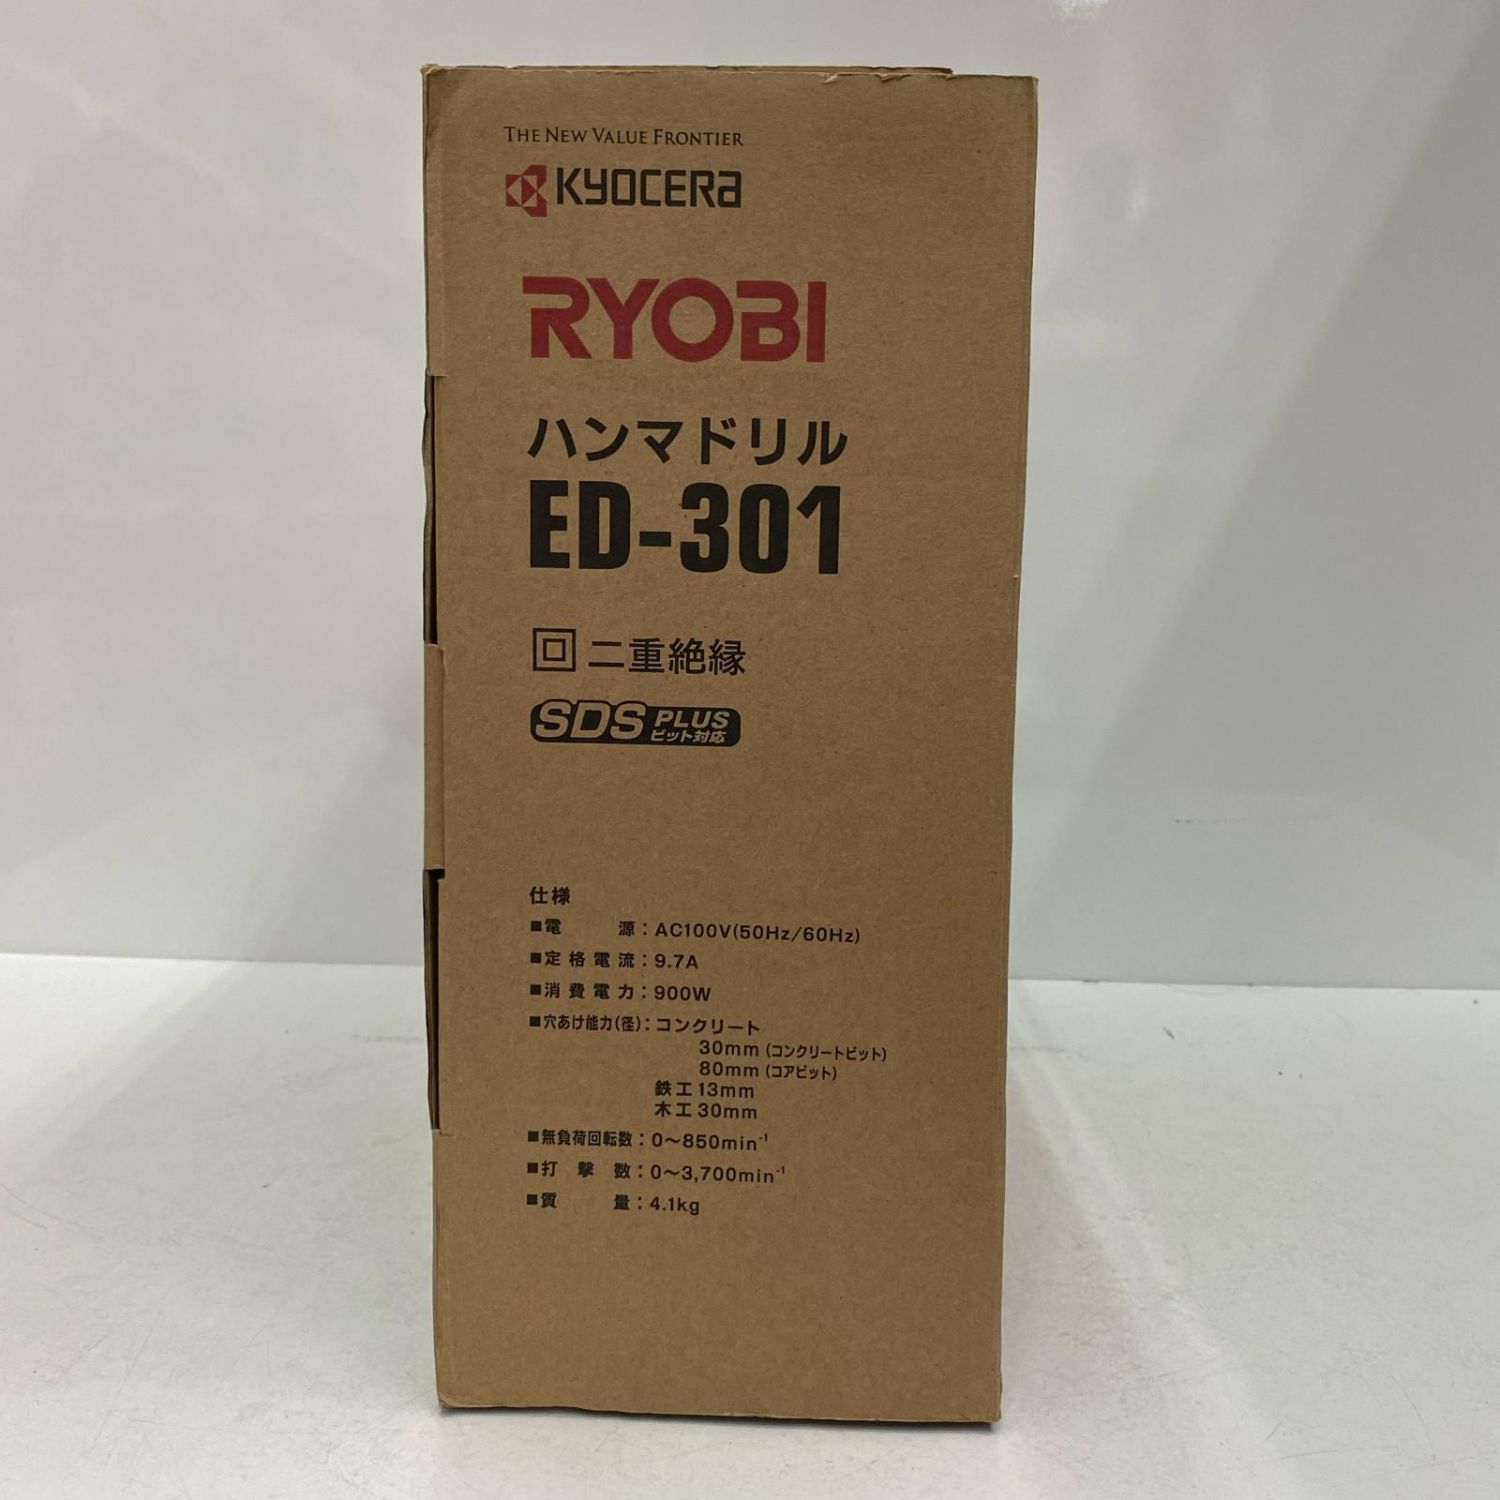 THE NEW VALUE FRONTIER
KYOCERA
RYOBI
ハンマドリル
ED-301
二重絶縁
SDS PLUS
ビット対応
仕様
■電源：AC100V(50Hz/60Hz)
■定格電流：9.7A
■消費電力：900W
■穴あけ能力(径)：コンクリート
30mm (コンクリートビット)
80mm (コアビット)
鉄工 13mm
木工 30mm
■無負荷回転数：0～850min⁻¹
■打撃数：0～3,700min⁻¹
■質量：4.1kg